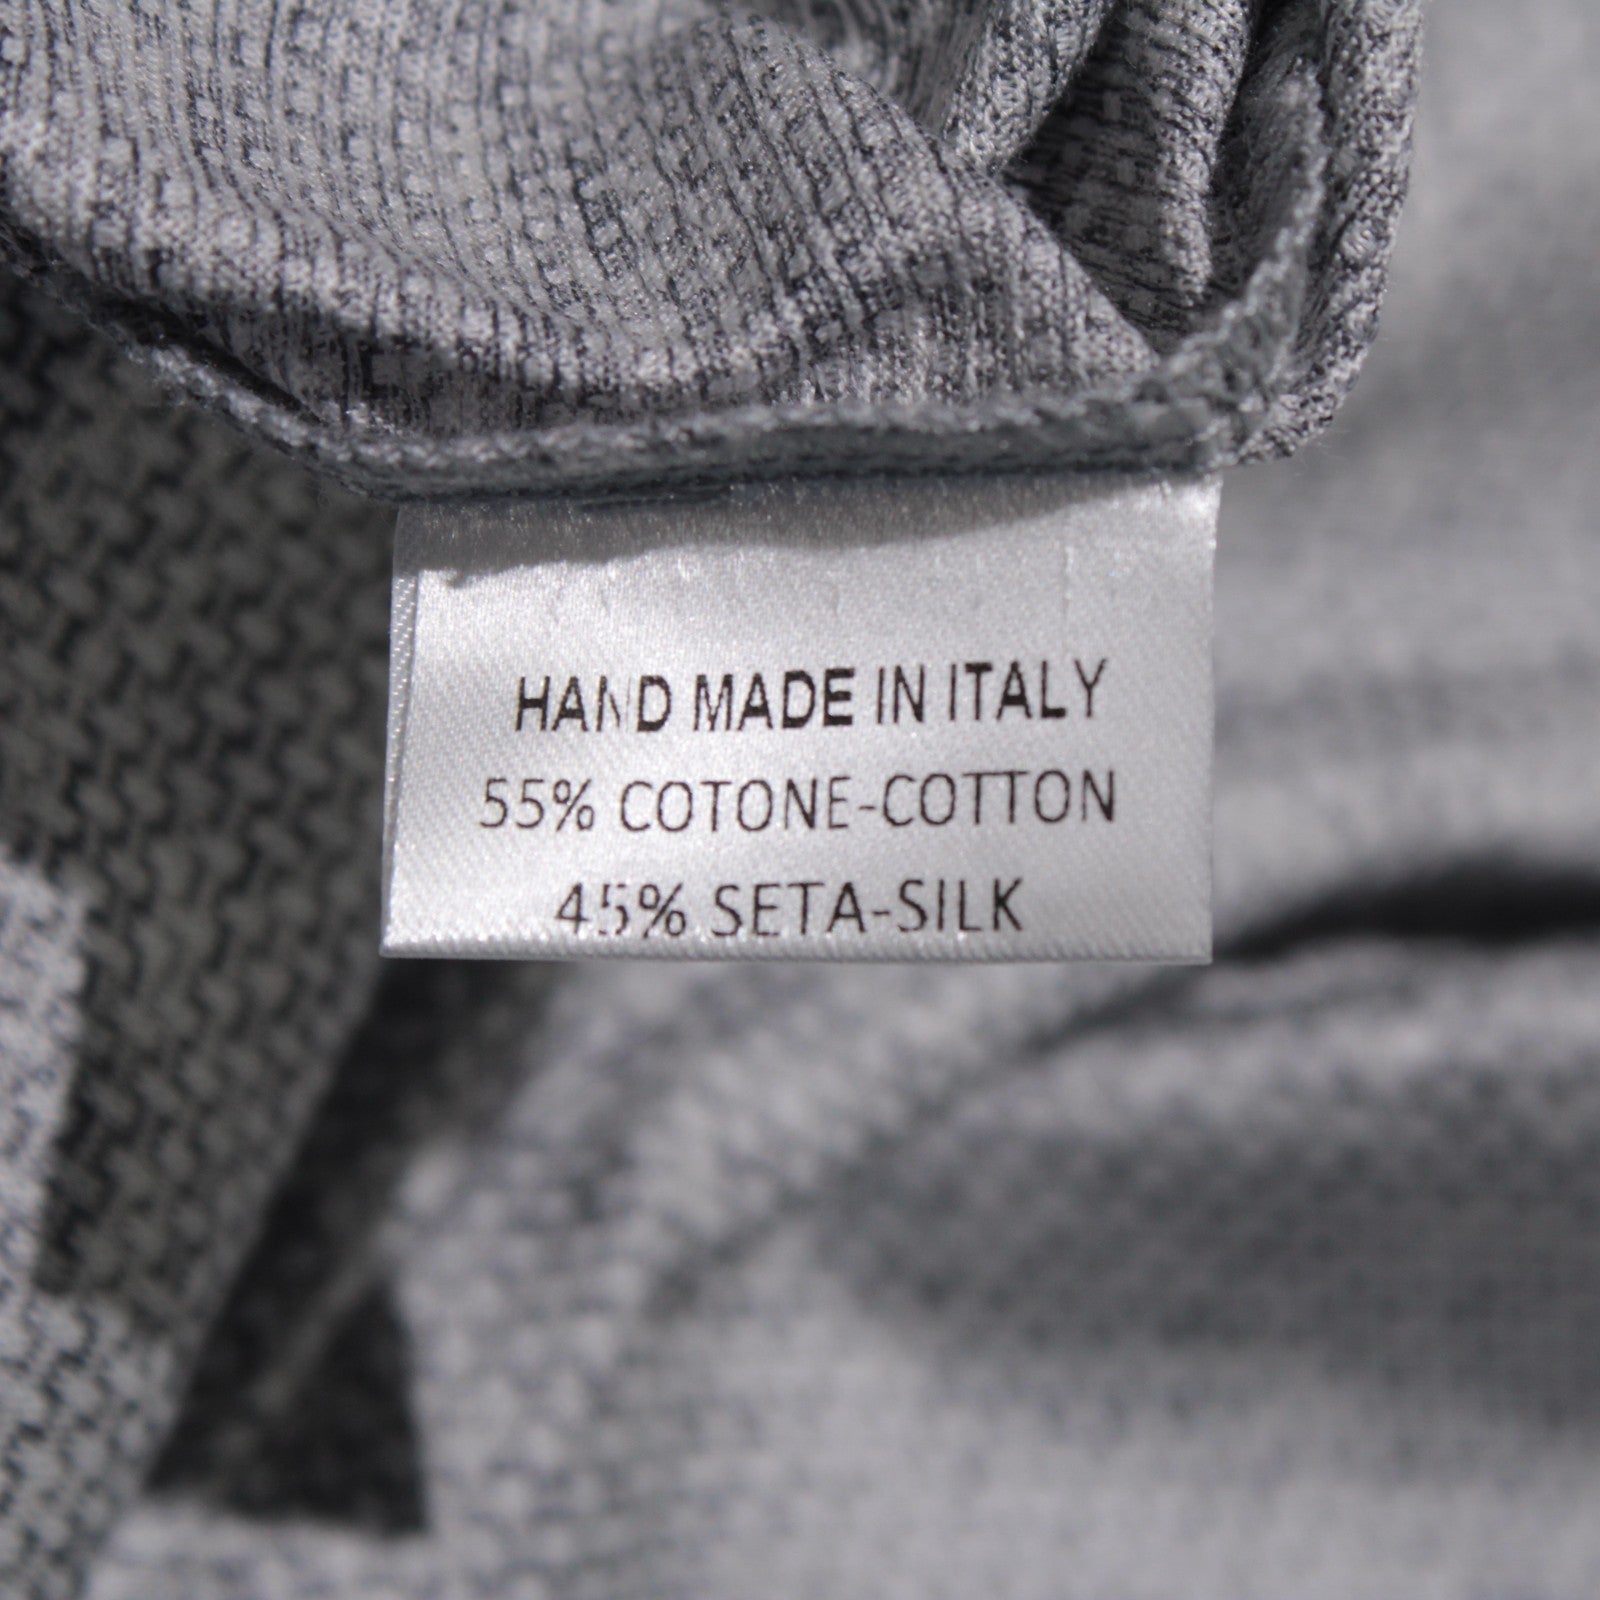 HAND MADE IN ITALY
55% COTONE-COTTON
45% SETA-SILK